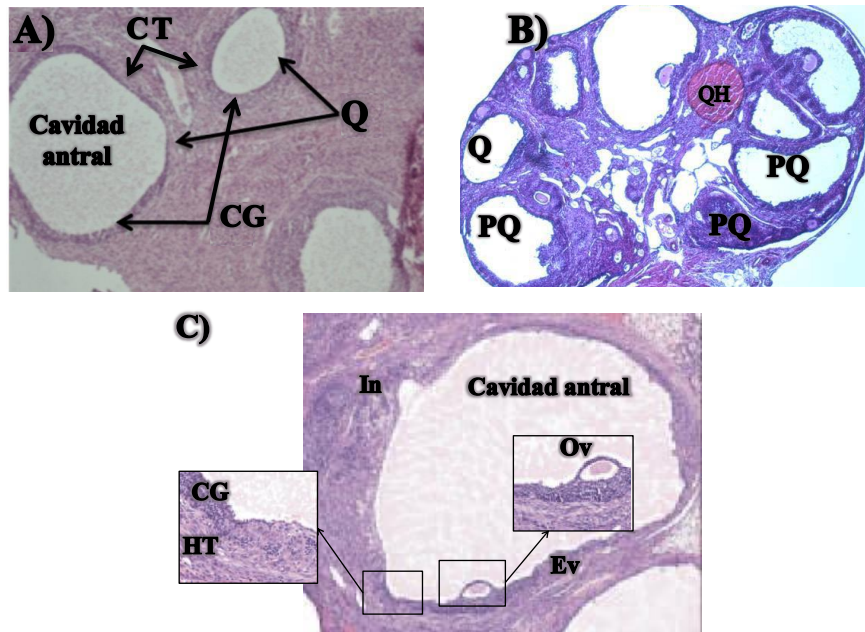 A)
CT
Cavidad
antral
Q
CG
B)
QH
Q
PQ
PQ
PQ
C)
In
Cavidad antral
Ov
CG
HT
Ev